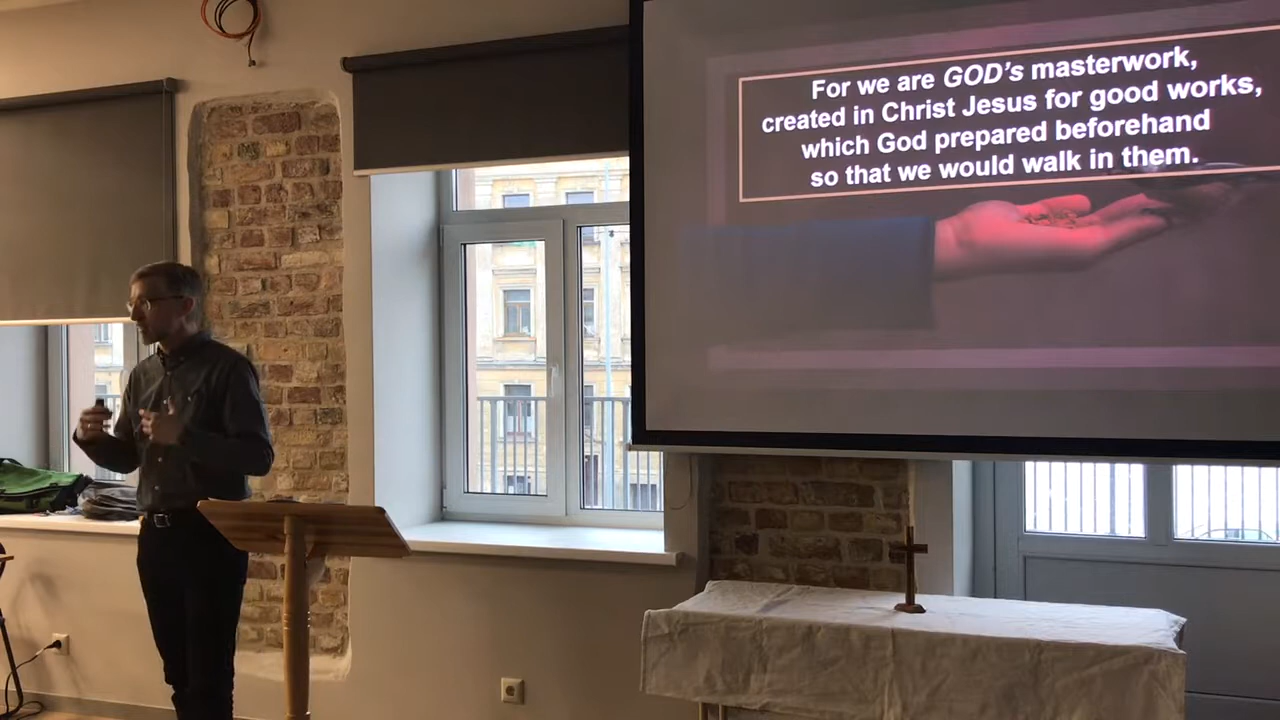 For we are GOD's masterwork,
created in Christ Jesus for good works,
which God prepared beforehand
so that we would walk in them.